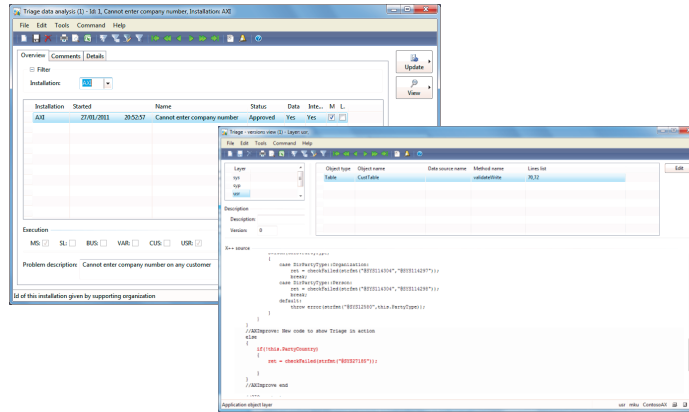 Triage data analysis (1) - Id: 1, Cannot enter company number, Installation: AXI
File Edit Tools Command Help
Overview Comments Details
Filter
Installation: AXI
Update
View
Installation Started Name Status Data Inte... M I..
AXI 27/01/2011 20:52:57 Cannot enter company number Approved Yes Yes
Execution
MS: SL: BUS: VAR: CUS: USR:
Problem description: Cannot enter company number on any customer
Id of this installation given by supporting organization
Triage - versions view (1) - Layer: usr
File Edit Tools Command Help
Layer
sys
syp
usr
Object type Object name Data source name Method name Lines list
Table CustTable validateWrite 70,72
Edit
Description
Description:
Version: 0
X++ source
{
case DirPartyType::Organization:
ret = checkFailed(strfmt("@SYS114304","@SYS114297"));
break;
case DirPartyType::Person:
ret = checkFailed(strfmt("@SYS114304","@SYS114298"));
break;
default:
throw error(strfmt("@SYS12580",this.PartyType));
}
}
}
//AXImprove: New code to show Triage in action
else
{
if(!this.PartyCountry)
{
ret = checkFailed(strfmt("@SYS27185"));
}
}
//AXImprove end
Application object layer
usr mku ContosoAX